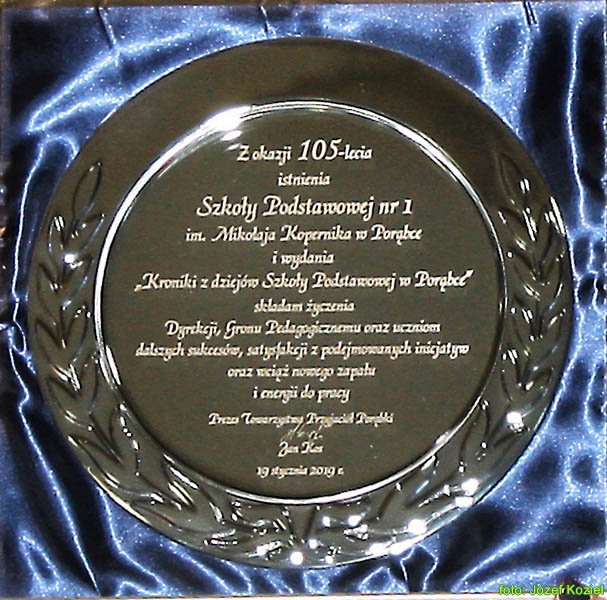 Z okazji 105-lecia
istnienia
Szkoły Podstawowej nr 1
im. Mikołaja Kopernika w Porąbce
i wydania
„Kroniki z dziejów Szkoły Podstawowej w Porąbce”
składam życzenia
Dyrekcji, Gronu Pedagogicznemu oraz uczniom
dalszych sukcesów, satysfakcji z podejmowanych inicjatyw
oraz wciąż nowego zapału
i energii do pracy
Prezes Towarzystwa Przyjaciół Porąbki
Jan Kos
19 stycznia 2019 r.
foto: Józef Kozieł